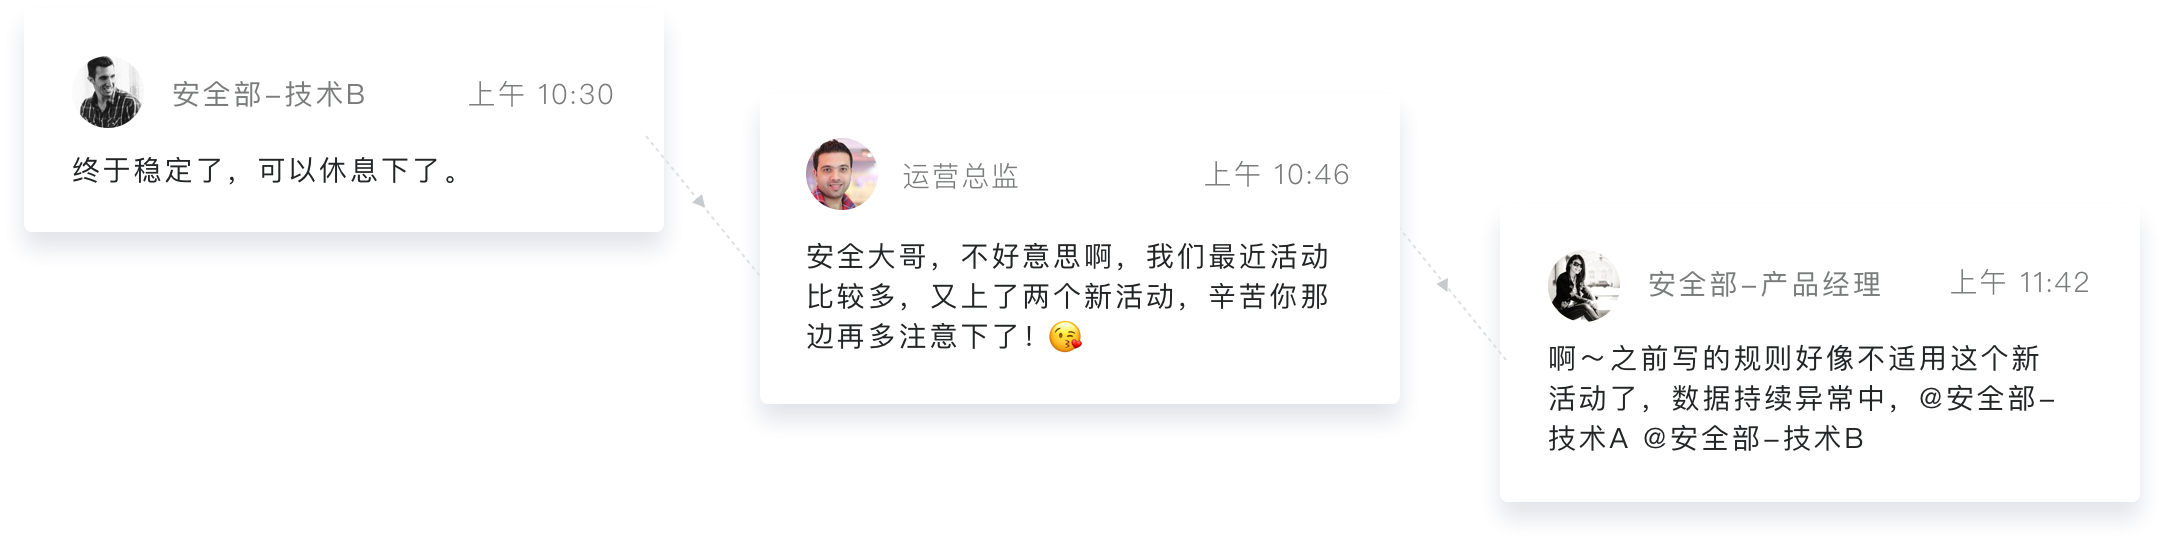 安全部-技术B
上午 10:30
终于稳定了，可以休息下了。
运营总监
上午 10:46
安全大哥，不好意思啊，我们最近活动
比较多，又上了两个新活动，辛苦你那
边再多注意下了！😘
安全部-产品经理
上午 11:42
啊～之前写的规则好像不适用这个新
活动了，数据持续异常中，@安全部-
技术A @安全部-技术B